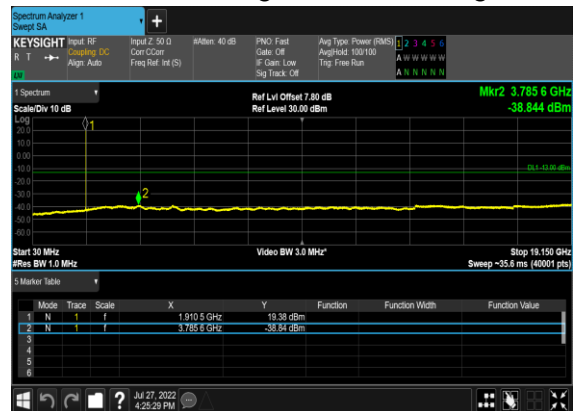 Spectrum Analyzer 1
Swept SA
KEYSIGHT
R T
LW
Input: RF
Coupling: DC
Align: Auto
Input Z: 50 Ω
Corr CCorr
Freq Ref: Int (S)
#Atten: 40 dB
PNO: Fast
Gate: Off
IF Gain: Low
Sig Track: Off
Avg Type: Power (RMS)
Avg|Hold: 100/100
Trig: Free Run
1 2 3 4 5 6
A W W W W W
A N N N N N
1 Spectrum
Scale/Div 10 dB
Ref Lvl Offset 7.80 dB
Ref Level 30.00 dBm
Mkr2 3.785 6 GHz
-38.844 dBm
Log
20.0
10.0
0.00
-10.0
-20.0
-30.0
-40.0
-50.0
-60.0
1
2
DL1 -13.00 dBm
Start 30 MHz
#Res BW 1.0 MHz
Video BW 3.0 MHz*
Stop 19.150 GHz
Sweep ~35.6 ms (40001 pts)
5 Marker Table
Mode Trace Scale X Y Function Function Width Function Value
1 N 1 f 1.910 5 GHz 19.38 dBm
2 N 1 f 3.785 6 GHz -38.84 dBm
3
4
5
6
?
Jul 27, 2022
4:25:29 PM